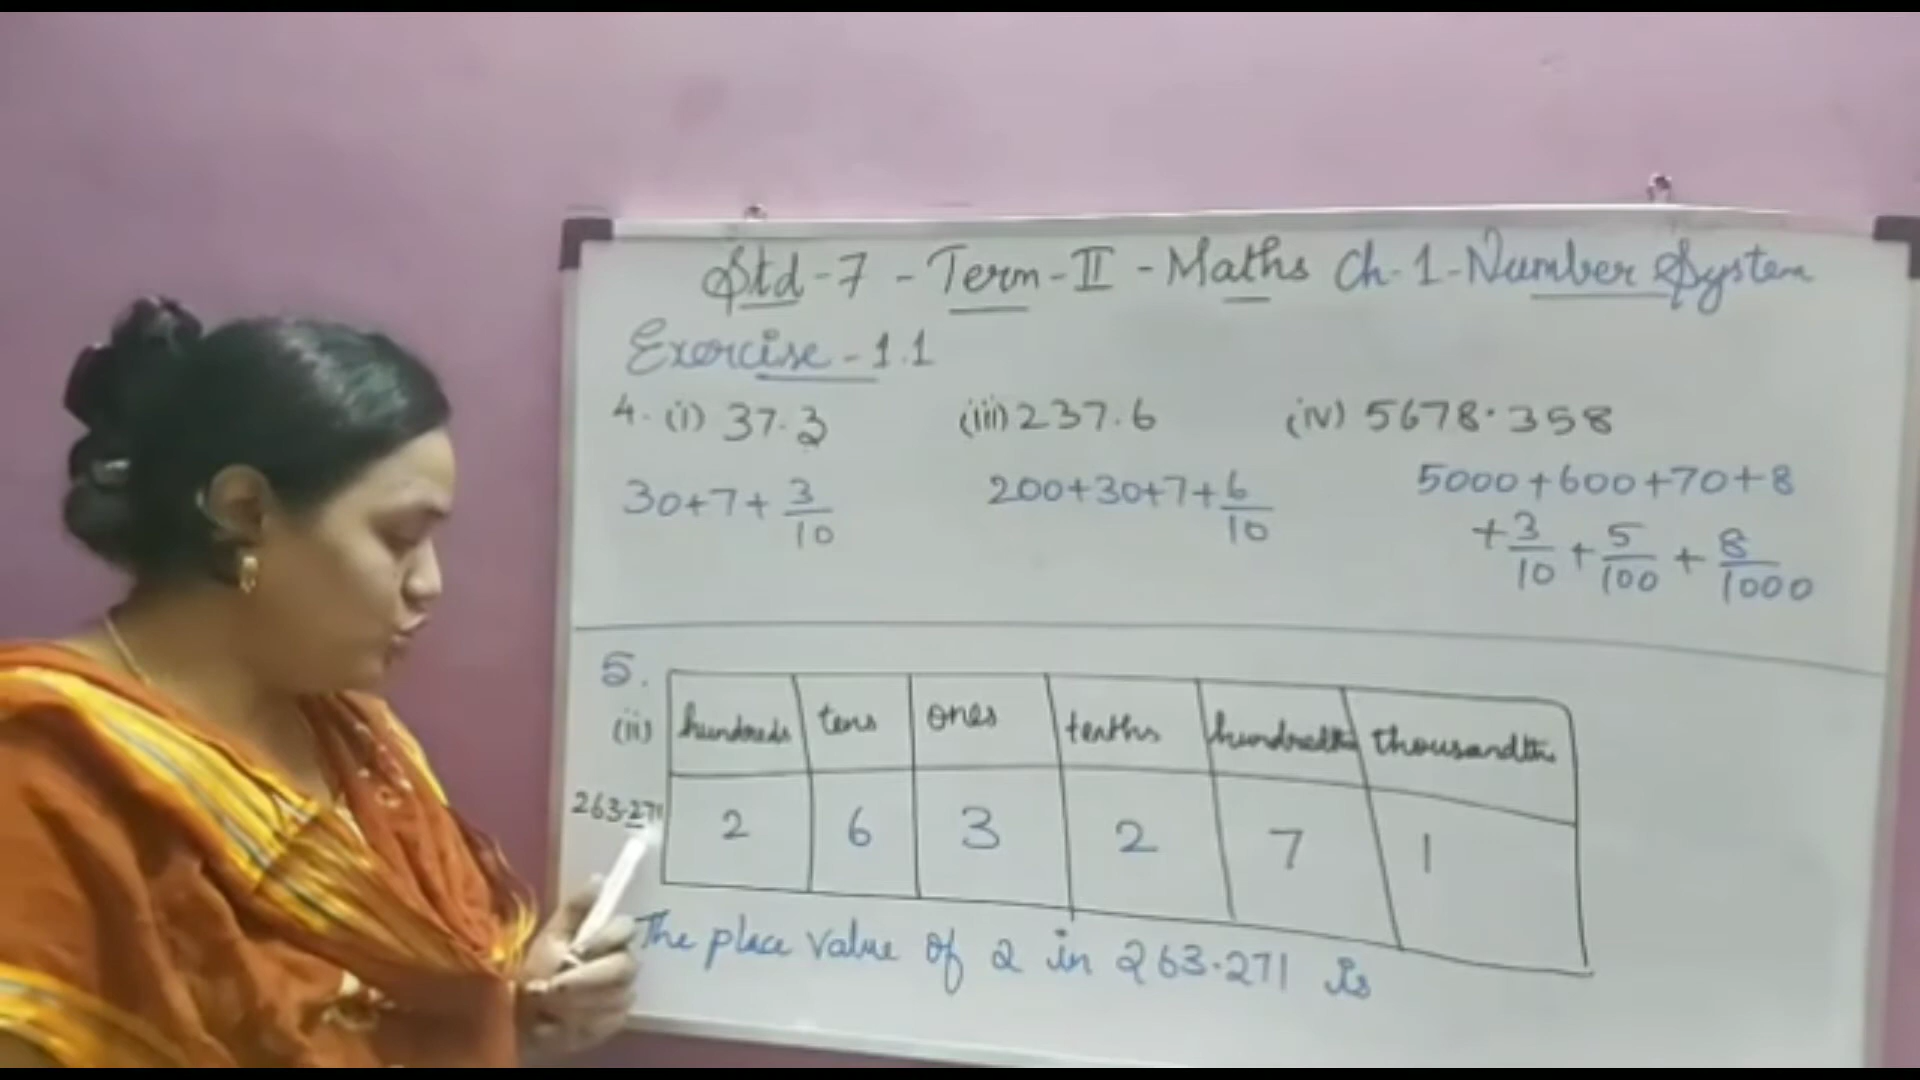 Std-7 - Term-II - Maths Ch-1-Number System
Exercise - 1.1
4. (i) 37.3 (iii) 237.6 (iv) 5678.358
30+7+3/10 200+30+7+6/10 5000+600+70+8
+3/10+5/100+8/1000
5.
(ii) hundreds tens ones tenths hundredths thousandths
263.271 2 6 3 2 7 1
The place value of 2 in 263.271 is